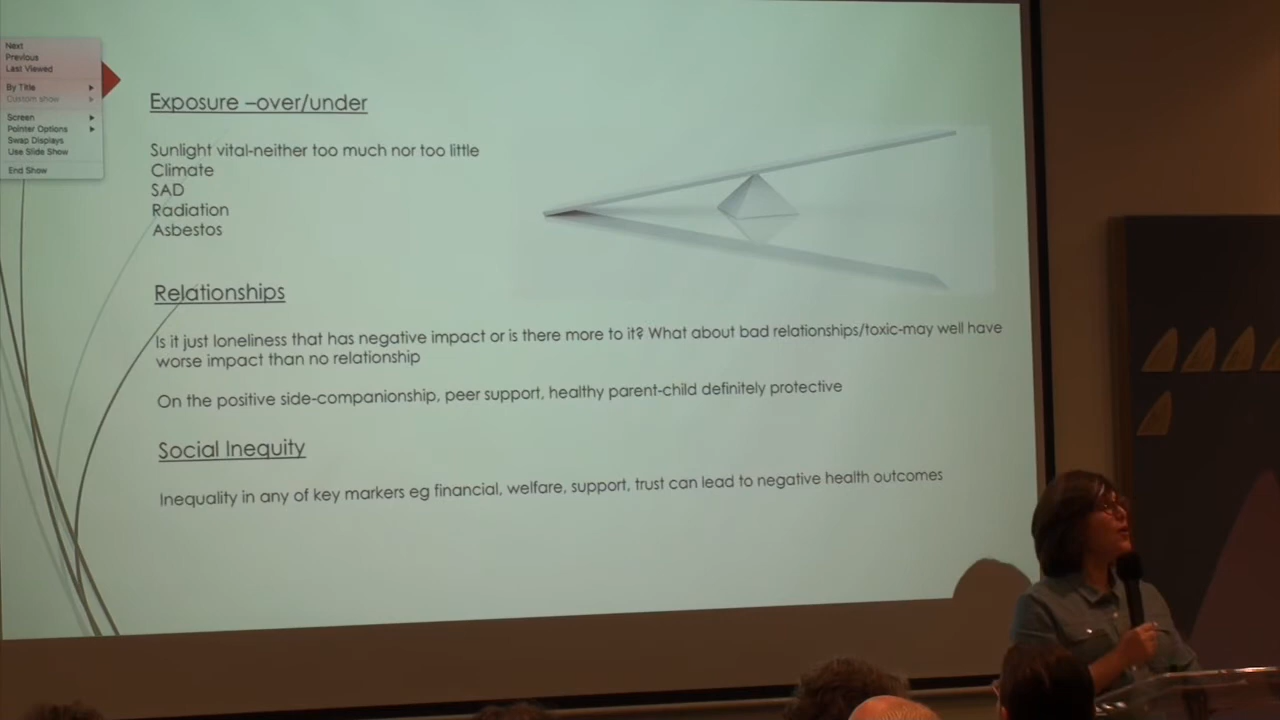 Next
Previous
Last Viewed
By Title
Custom show
Screen
Pointer Options
Swap Displays
Use Slide Show
End Show
Exposure –over/under
Sunlight vital-neither too much nor too little
Climate
SAD
Radiation
Asbestos
Relationships
Is it just loneliness that has negative impact or is there more to it? What about bad relationships/toxic-may well have
worse impact than no relationship
On the positive side-companionship, peer support, healthy parent-child definitely protective
Social Inequity
Inequality in any of key markers eg financial, welfare, support, trust can lead to negative health outcomes